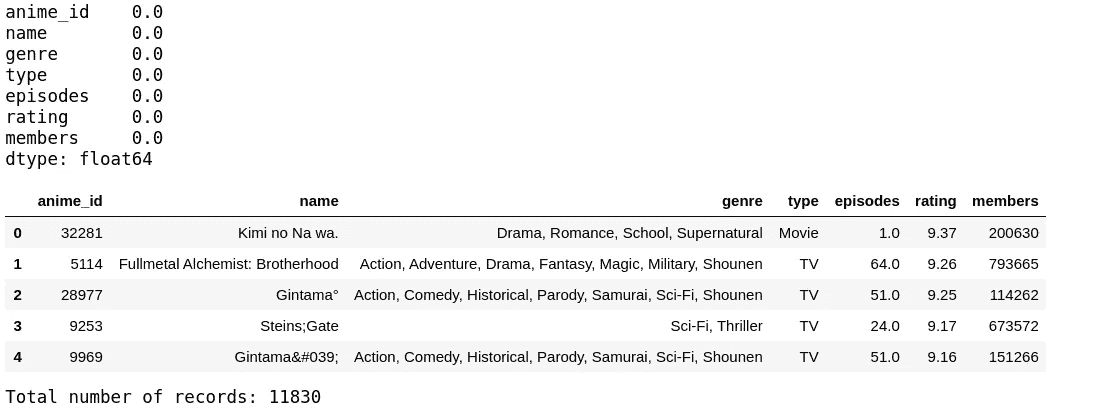 anime_id 0.0
name 0.0
genre 0.0
type 0.0
episodes 0.0
rating 0.0
members 0.0
dtype: float64
anime_id name genre type episodes rating members
0 32281 Kimi no Na wa. Drama, Romance, School, Supernatural Movie 1.0 9.37 200630
1 5114 Fullmetal Alchemist: Brotherhood Action, Adventure, Drama, Fantasy, Magic, Military, Shounen TV 64.0 9.26 793665
2 28977 Gintama° Action, Comedy, Historical, Parody, Samurai, Sci-Fi, Shounen TV 51.0 9.25 114262
3 9253 Steins;Gate Sci-Fi, Thriller TV 24.0 9.17 673572
4 9969 Gintama&#039; Action, Comedy, Historical, Parody, Samurai, Sci-Fi, Shounen TV 51.0 9.16 151266
Total number of records: 11830